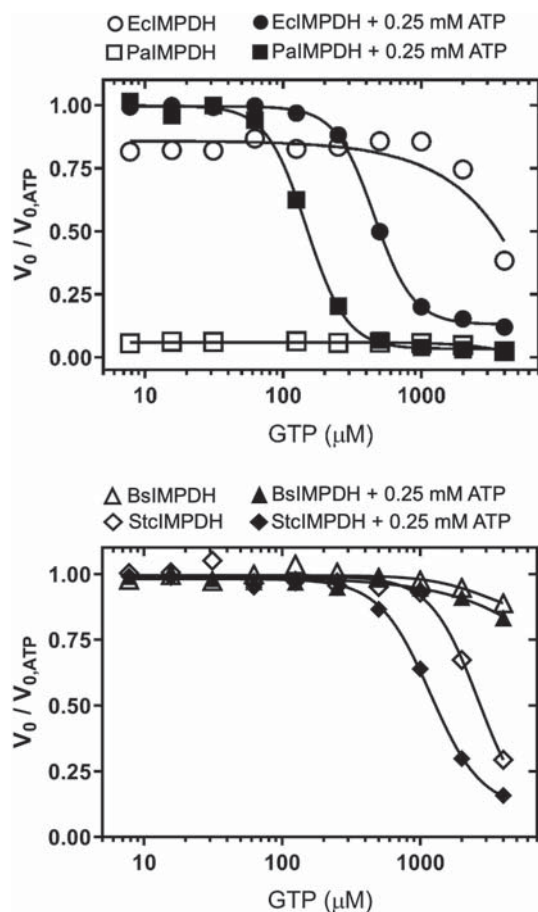 EcIMPDH EcIMPDH + 0.25 mM ATP
PaIMPDH PaIMPDH + 0.25 mM ATP
1.00
0.75
0.50
0.25
0.00
V0 / V0,ATP
10 100 1000
GTP (μM)
BsIMPDH BsIMPDH + 0.25 mM ATP
StcIMPDH StcIMPDH + 0.25 mM ATP
1.00
0.75
0.50
0.25
0.00
V0 / V0,ATP
10 100 1000
GTP (μM)